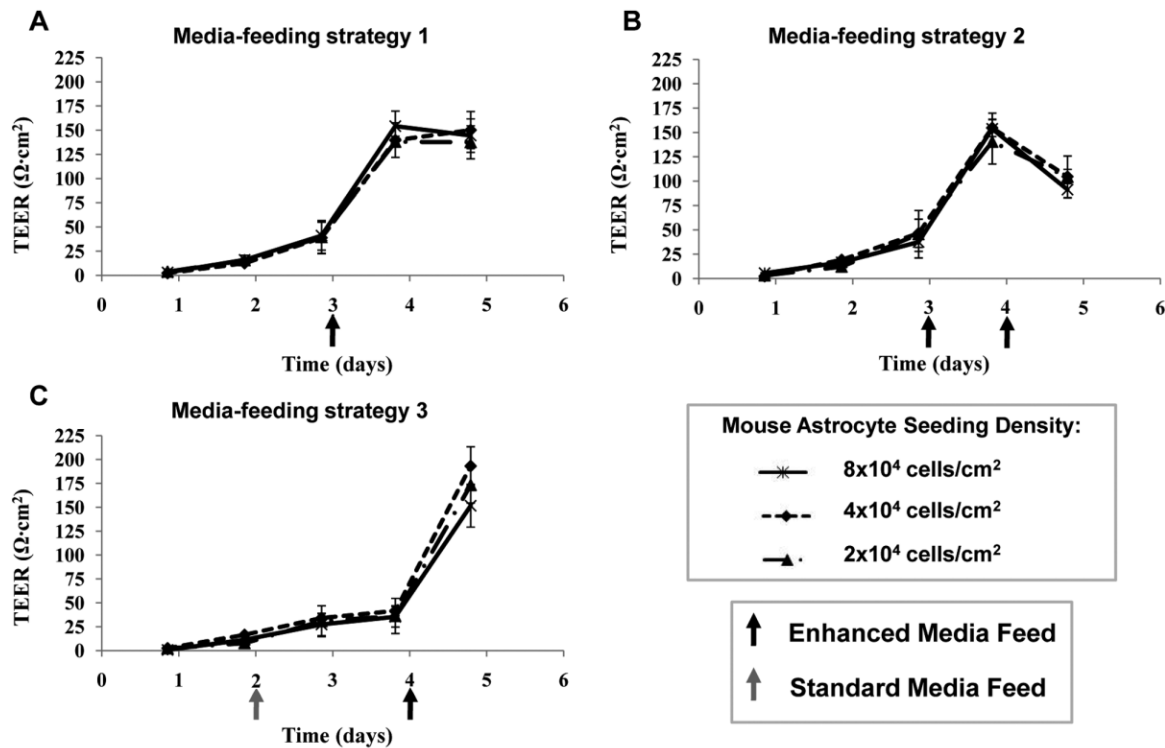 A
Media-feeding strategy 1
TEER (Ω·cm²)
225
200
175
150
125
100
75
50
25
0
0 1 2 3 4 5 6
Time (days)
B
Media-feeding strategy 2
TEER (Ω·cm²)
225
200
175
150
125
100
75
50
25
0
0 1 2 3 4 5 6
Time (days)
C
Media-feeding strategy 3
TEER (Ω·cm²)
225
200
175
150
125
100
75
50
25
0
0 1 2 3 4 5 6
Time (days)
Mouse Astrocyte Seeding Density:
8x10⁴ cells/cm²
4x10⁴ cells/cm²
2x10⁴ cells/cm²
Enhanced Media Feed
Standard Media Feed